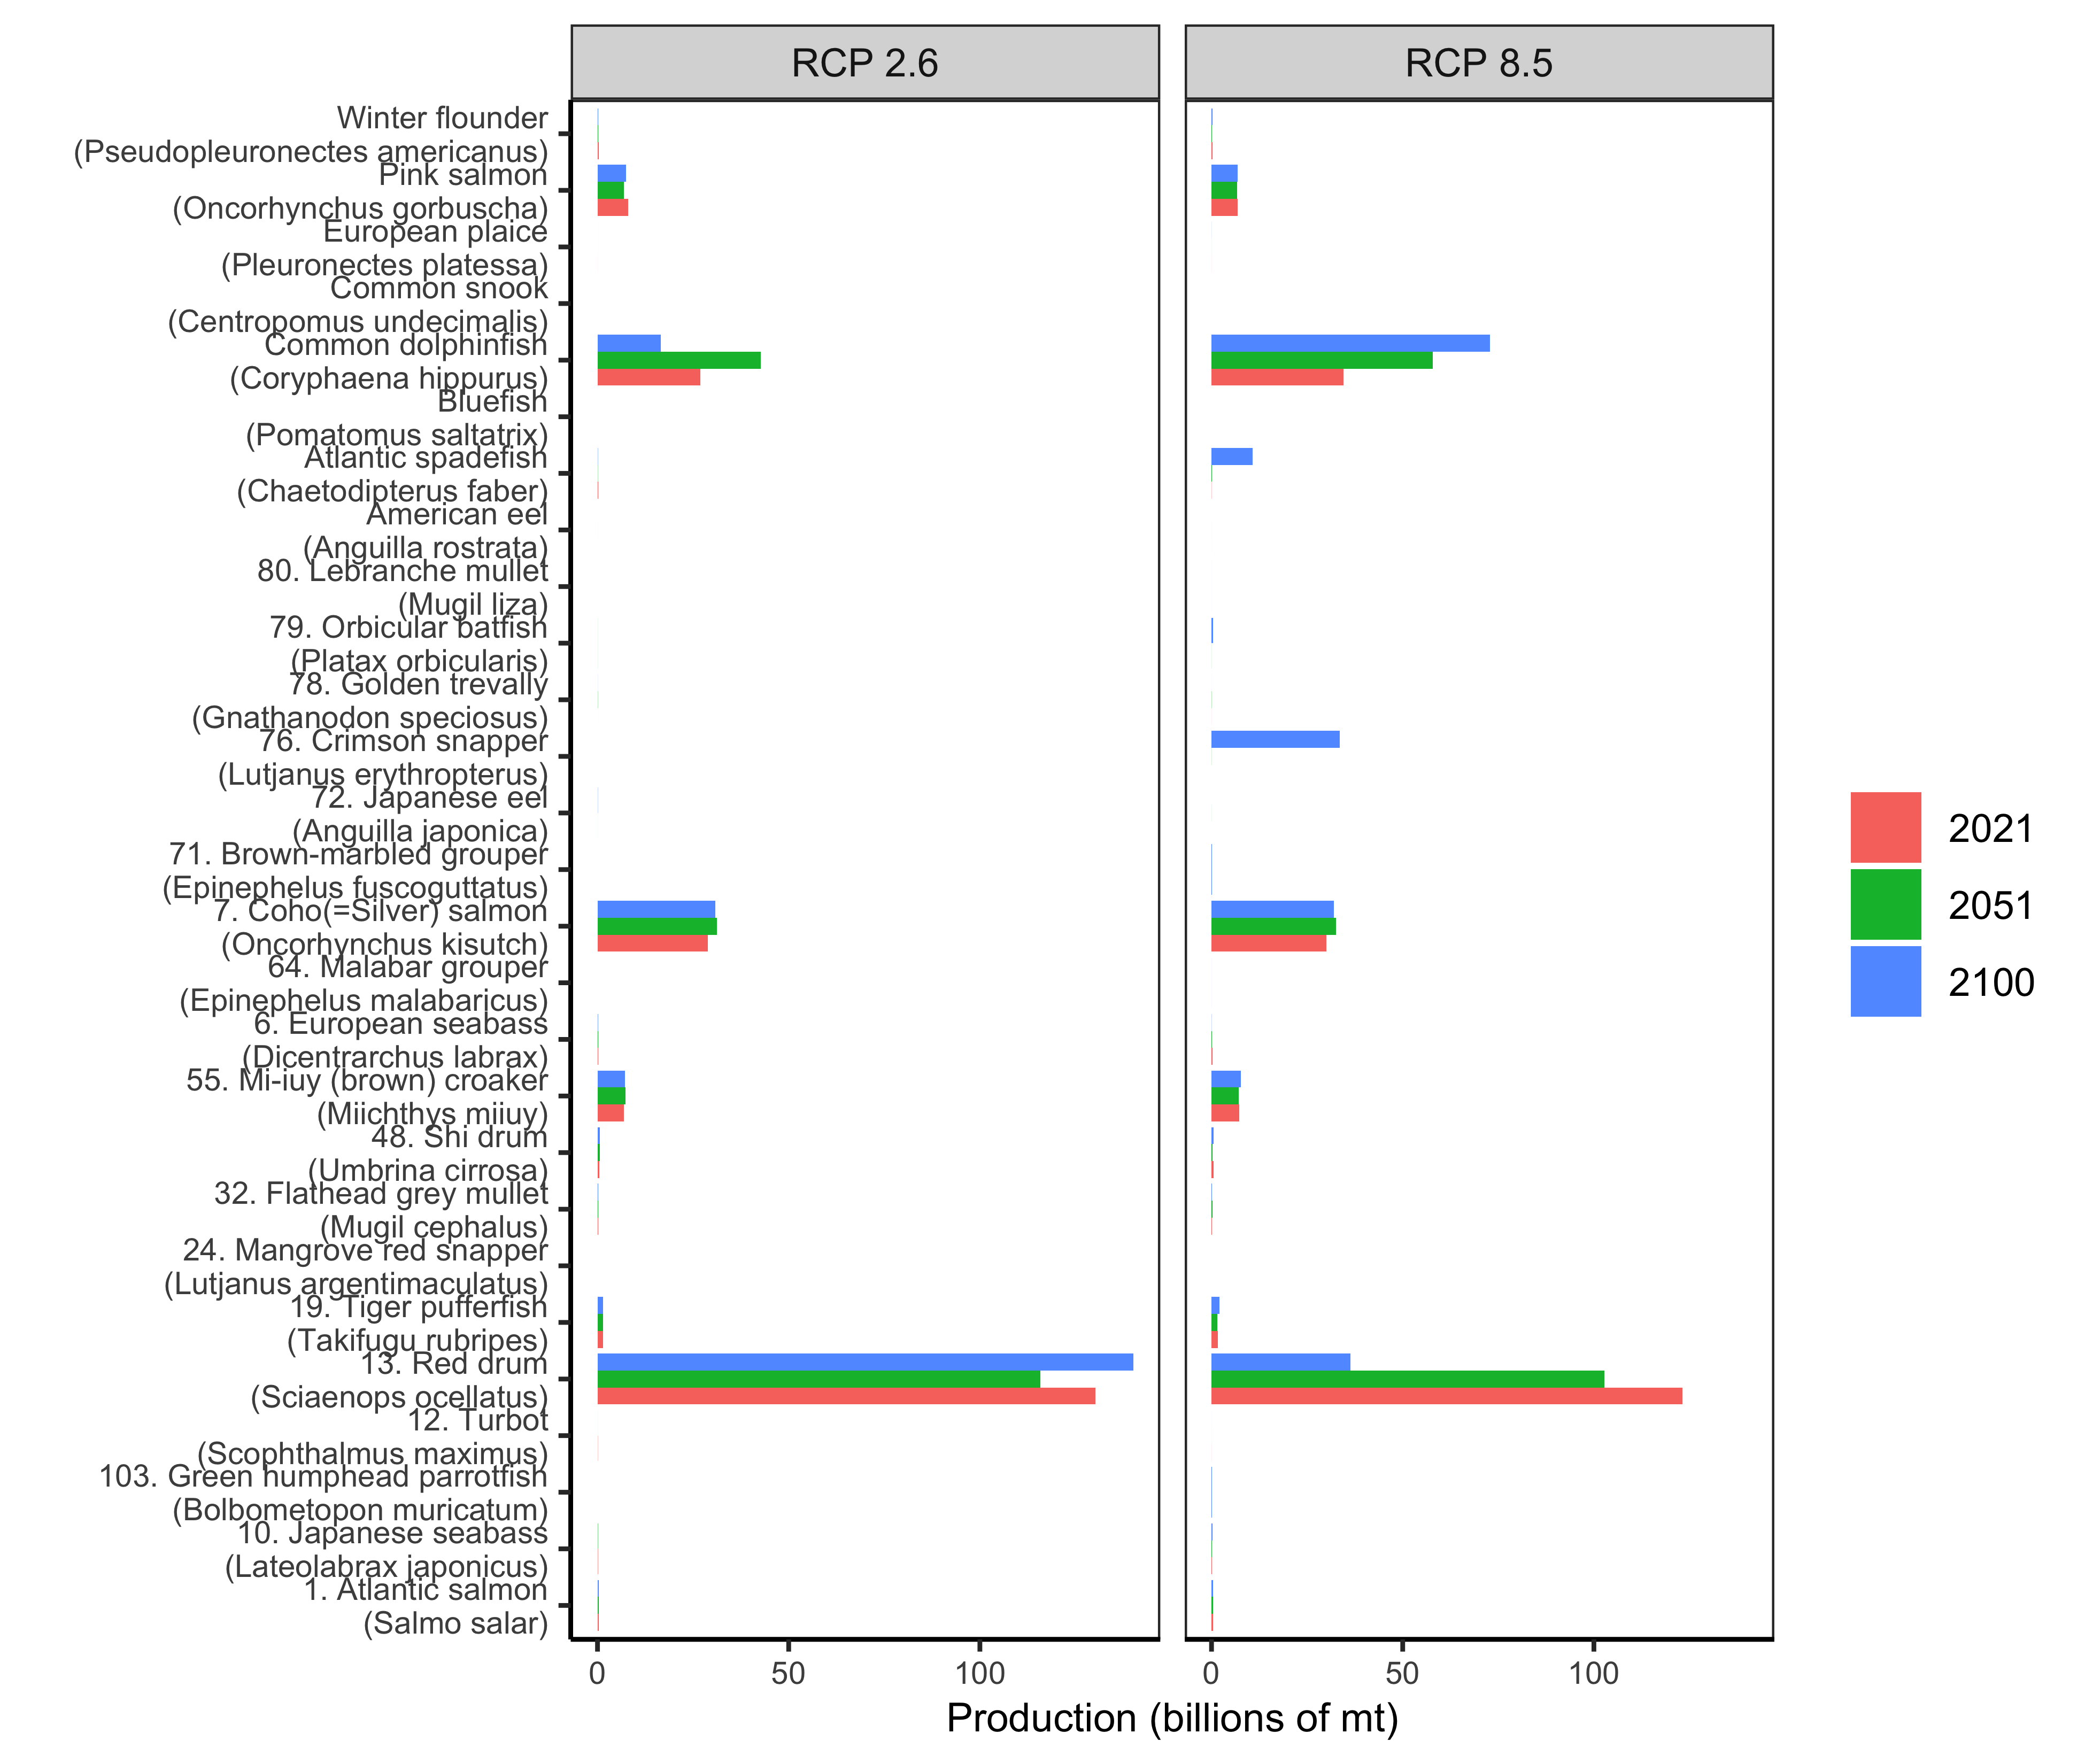 RCP 2.6
RCP 8.5
Winter flounder
(Pseudopleuronectes americanus)
Pink salmon
(Oncorhynchus gorbuscha)
European plaice
(Pleuronectes platessa)
Common snook
(Centropomus undecimalis)
Common dolphinfish
(Coryphaena hippurus)
Bluefish
(Pomatomus saltatrix)
Atlantic spadefish
(Chaetodipterus faber)
American eel
(Anguilla rostrata)
80. Lebranche mullet
(Mugil liza)
79. Orbicular batfish
(Platax orbicularis)
78. Golden trevally
(Gnathanodon speciosus)
76. Crimson snapper
(Lutjanus erythropterus)
72. Japanese eel
(Anguilla japonica)
71. Brown-marbled grouper
(Epinephelus fuscoguttatus)
7. Coho(=Silver) salmon
(Oncorhynchus kisutch)
64. Malabar grouper
(Epinephelus malabaricus)
6. European seabass
(Dicentrarchus labrax)
55. Mi-iuy (brown) croaker
(Miichthys miiuy)
48. Shi drum
(Umbrina cirrosa)
32. Flathead grey mullet
(Mugil cephalus)
24. Mangrove red snapper
(Lutjanus argentimaculatus)
19. Tiger pufferfish
(Takifugu rubripes)
13. Red drum
(Sciaenops ocellatus)
12. Turbot
(Scophthalmus maximus)
103. Green humphead parrotfish
(Bolbometopon muricatum)
10. Japanese seabass
(Lateolabrax japonicus)
1. Atlantic salmon
(Salmo salar)
0 50 100
0 50 100
Production (billions of mt)
2021
2051
2100